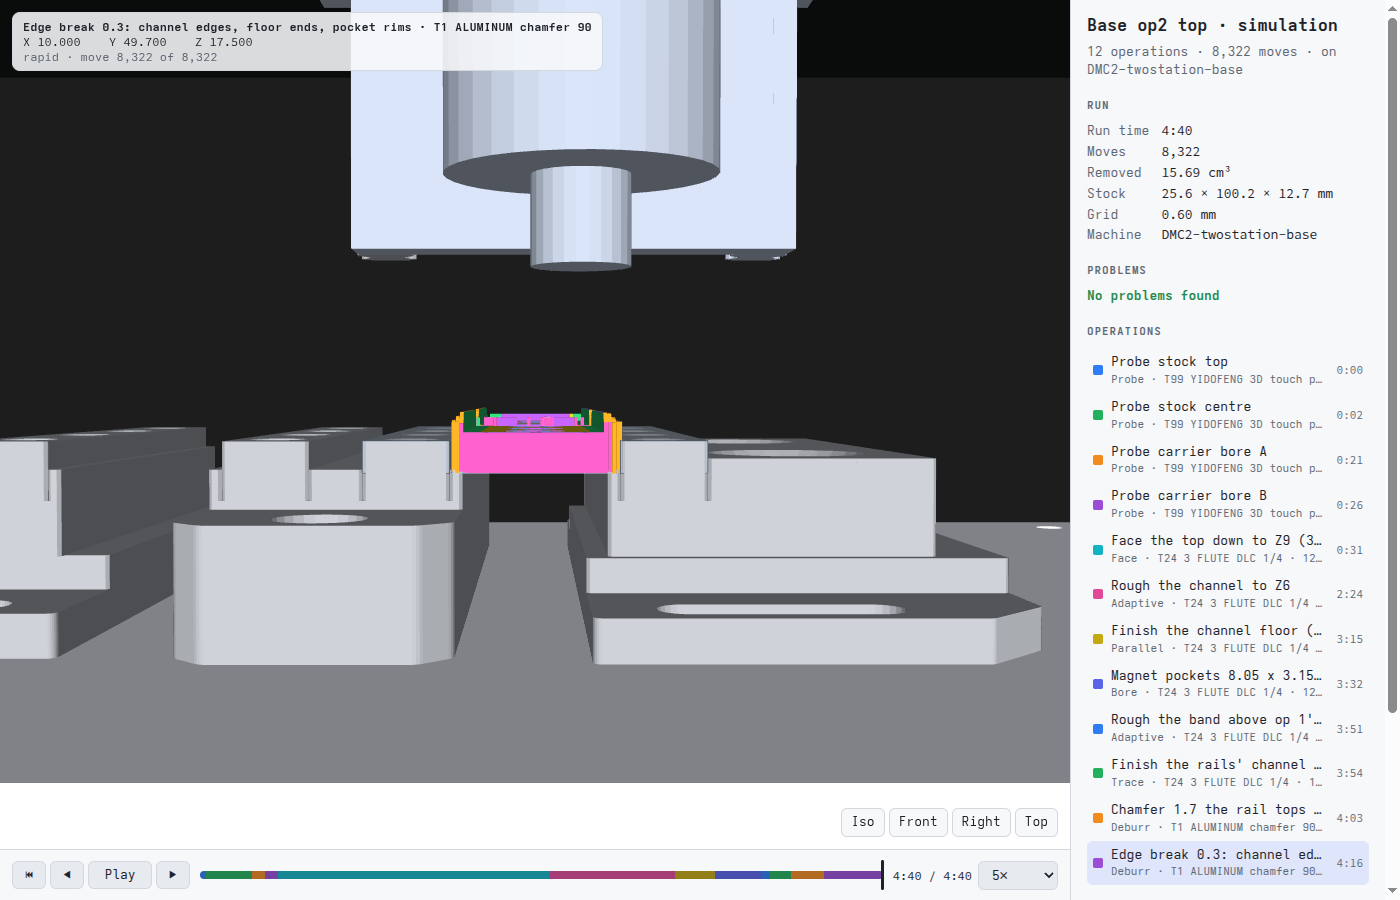 Edge break 0.3: channel edges, floor ends, pocket rims · T1 ALUMINUM chamfer 90
X 10.000 Y 49.700 Z 17.500
rapid · move 8,322 of 8,322
Iso
Front
Right
Top
⏮
◀
Play
▶
4:40 / 4:40
5×
Base op2 top · simulation
12 operations · 8,322 moves · on
DMC2-twostation-base
RUN
Run time 4:40
Moves 8,322
Removed 15.69 cm³
Stock 25.6 × 100.2 × 12.7 mm
Grid 0.60 mm
Machine DMC2-twostation-base
PROBLEMS
No problems found
OPERATIONS
Probe stock top
Probe · T99 YIDOFENG 3D touch p…
0:00
Probe stock centre
Probe · T99 YIDOFENG 3D touch p…
0:02
Probe carrier bore A
Probe · T99 YIDOFENG 3D touch p…
0:21
Probe carrier bore B
Probe · T99 YIDOFENG 3D touch p…
0:26
Face the top down to Z9 (3…
Face · T24 3 FLUTE DLC 1/4 · 12…
0:31
Rough the channel to Z6
Adaptive · T24 3 FLUTE DLC 1/4 …
2:24
Finish the channel floor (…
Parallel · T24 3 FLUTE DLC 1/4 …
3:15
Magnet pockets 8.05 x 3.15…
Bore · T24 3 FLUTE DLC 1/4 · 12…
3:32
Rough the band above op 1'…
Adaptive · T24 3 FLUTE DLC 1/4 …
3:51
Finish the rails' channel …
Trace · T24 3 FLUTE DLC 1/4 · 1…
3:54
Chamfer 1.7 the rail tops …
Deburr · T1 ALUMINUM chamfer 90…
4:03
Edge break 0.3: channel ed…
Deburr · T1 ALUMINUM chamfer 90…
4:16